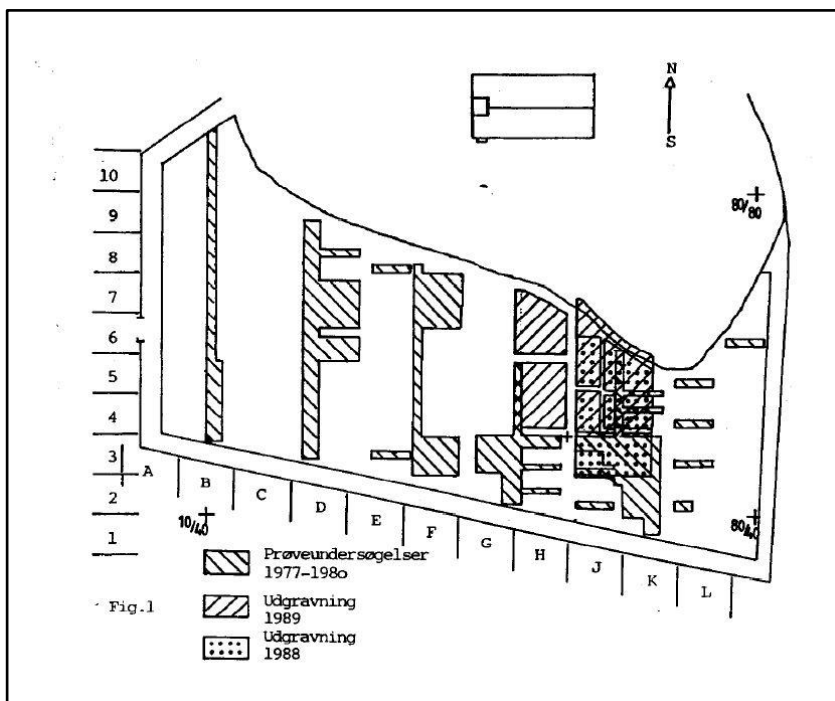 N
S
10
9
8
7
6
5
4
3
2
1
80/80
A
B
C
D
E
F
G
H
J
K
L
10/40
80/40
Prøveundersøgelser
1977-198o
Udgravning
1989
Udgravning
1988
Fig.1